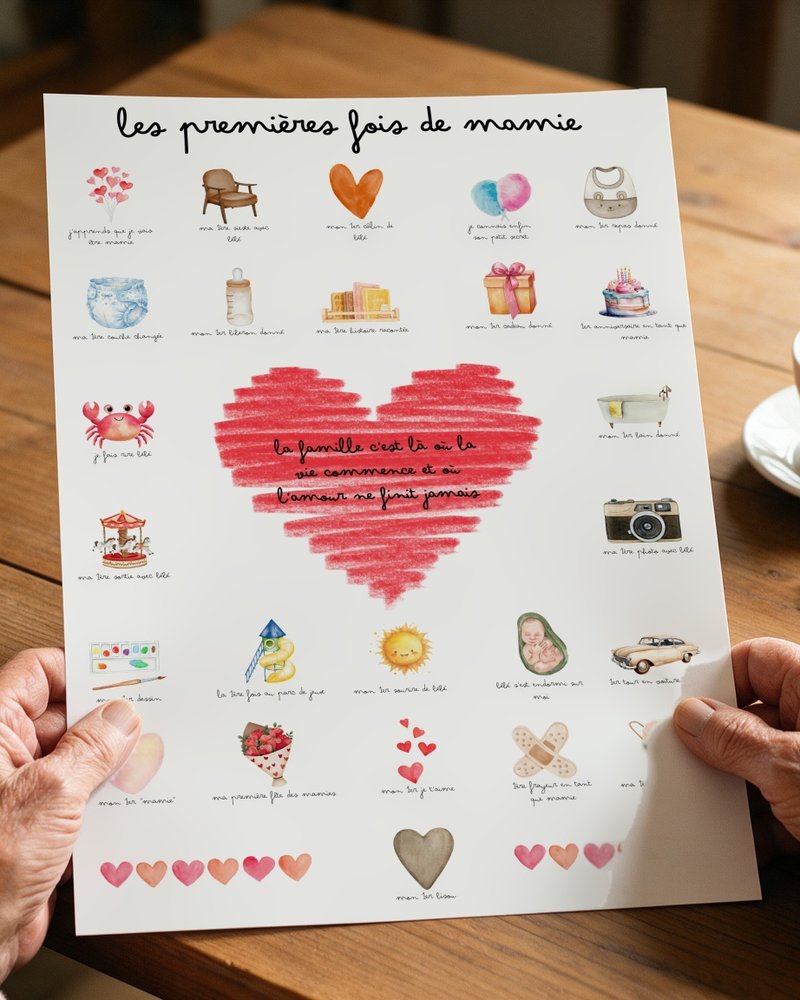 les premières fois de mamie
j'apprends que je vais
être mamie
ma 1ère sieste avec
bébé
mon 1er câlin de
bébé
je connais enfin
son petit secret
mon 1er repas donné
ma 1ère couche changée
mon 1er biberon donné
ma 1ère histoire racontée
mon 1er cadeau donné
1er anniversaire en tant que
mamie
je fais rire bébé
la famille c'est là où la
vie commence et où
l'amour ne finit jamais
mon 1er bain donné
ma 1ère sortie avec bébé
ma 1ère photo avec bébé
dessin
la 1ère fois au parc de jeux
mon 1er sourire de bébé
bébé s'est endormi sur
moi
1er tour en voiture
mon 1er "mamie"
ma première fête des mamies
mon 1er je t'aime
1ère frayeur en tant
que mamie
ma
mon 1er bisou